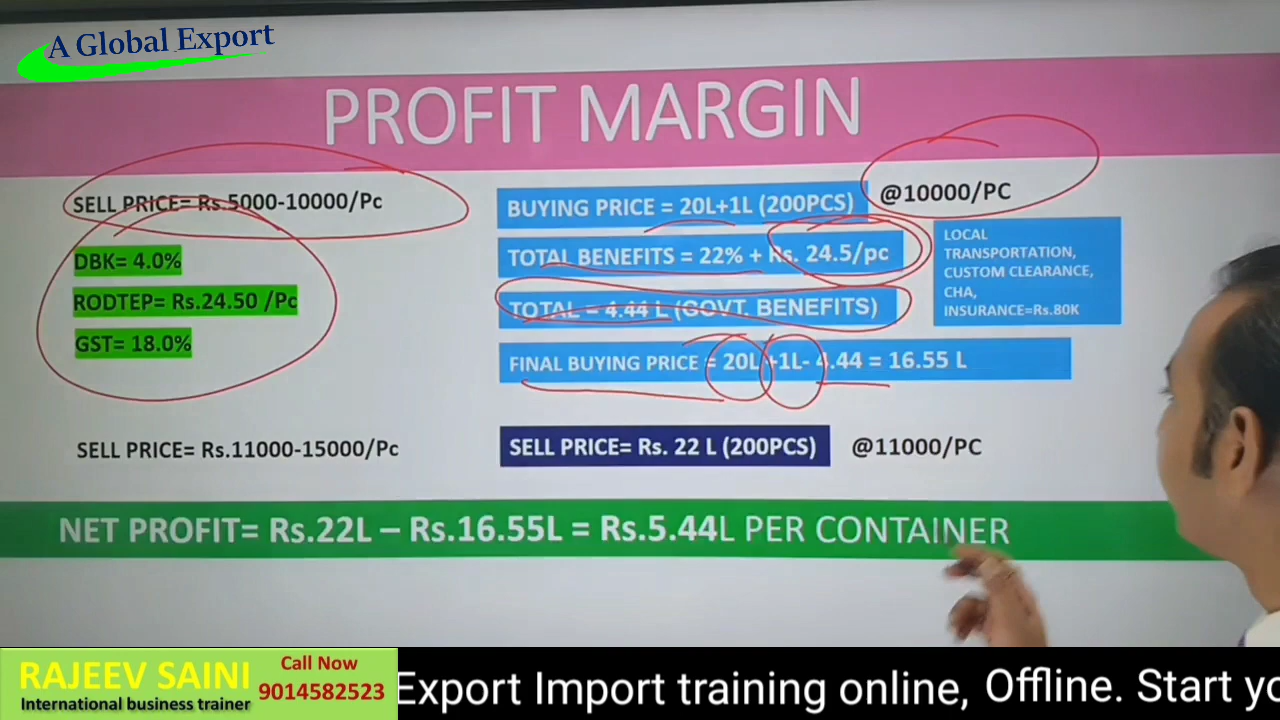 A Global Export
PROFIT MARGIN
SELL PRICE= Rs.5000-10000/Pc
DBK= 4.0%
RODTEP= Rs.24.50 /Pc
GST= 18.0%
SELL PRICE= Rs.11000-15000/Pc
BUYING PRICE = 20L+1L (200PCS)
@10000/PC
TOTAL BENEFITS = 22% + Rs. 24.5/pc
TOTAL = 4.44 L (GOVT. BENEFITS)
FINAL BUYING PRICE = 20L+1L- 4.44 = 16.55 L
LOCAL
TRANSPORTATION,
CUSTOM CLEARANCE,
CHA,
INSURANCE=Rs.80K
SELL PRICE= Rs. 22 L (200PCS)
@11000/PC
NET PROFIT= Rs.22L – Rs.16.55L = Rs.5.44L PER CONTAINER
RAJEEV SAINI
International business trainer
Call Now
9014582523
Export Import training online, Offline. Start yo